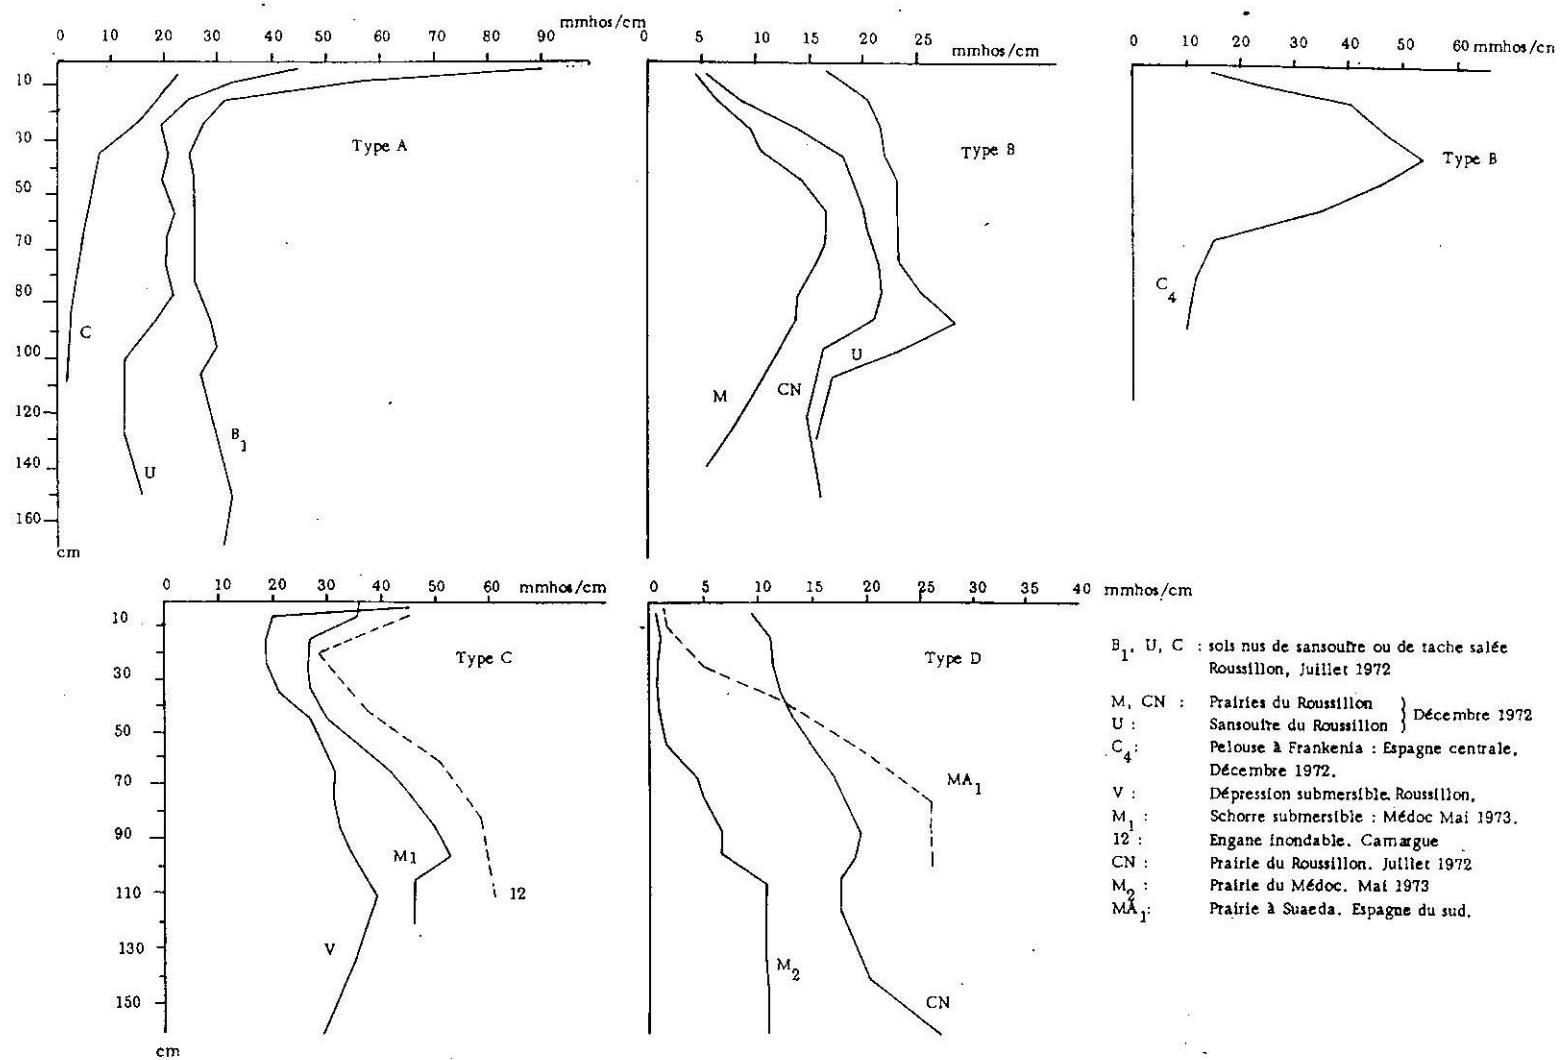 0 10 20 30 40 50 60 70 80 90 mmhos/cm
10
30
50
70
80
100
120
140
160
cm
Type A
C
U
B1
0 5 10 15 20 25 mmhos/cm
Type B
M
CN
U
0 10 20 30 40 50 60 mmhos/cn
Type B
C4
0 20 30 40 50 60 mmhos/cm
10
30
50
70
90
110
130
150
cm
Type C
V
M1
12
0 5 10 15 20 25 35 40 mmhos/cm
Type D
MA1
M2
CN
B1, U, C : sols nus de sansouire ou de tache salée
Roussillon, Juillet 1972
M, CN : Prairies du Roussillon
U : Sansouire du Roussillon } Décembre 1972
C4 : Pelouse à Frankenia : Espagne centrale,
Décembre 1972.
V : Dépression submersible. Roussillon,
M1 : Schorre submersible : Médoc Mai 1973.
12 : Engane inondable. Camargue
CN : Prairie du Roussillon. Juillet 1972
M2 : Prairie du Médoc. Mai 1973
MA1: Prairie à Suaeda. Espagne du sud.